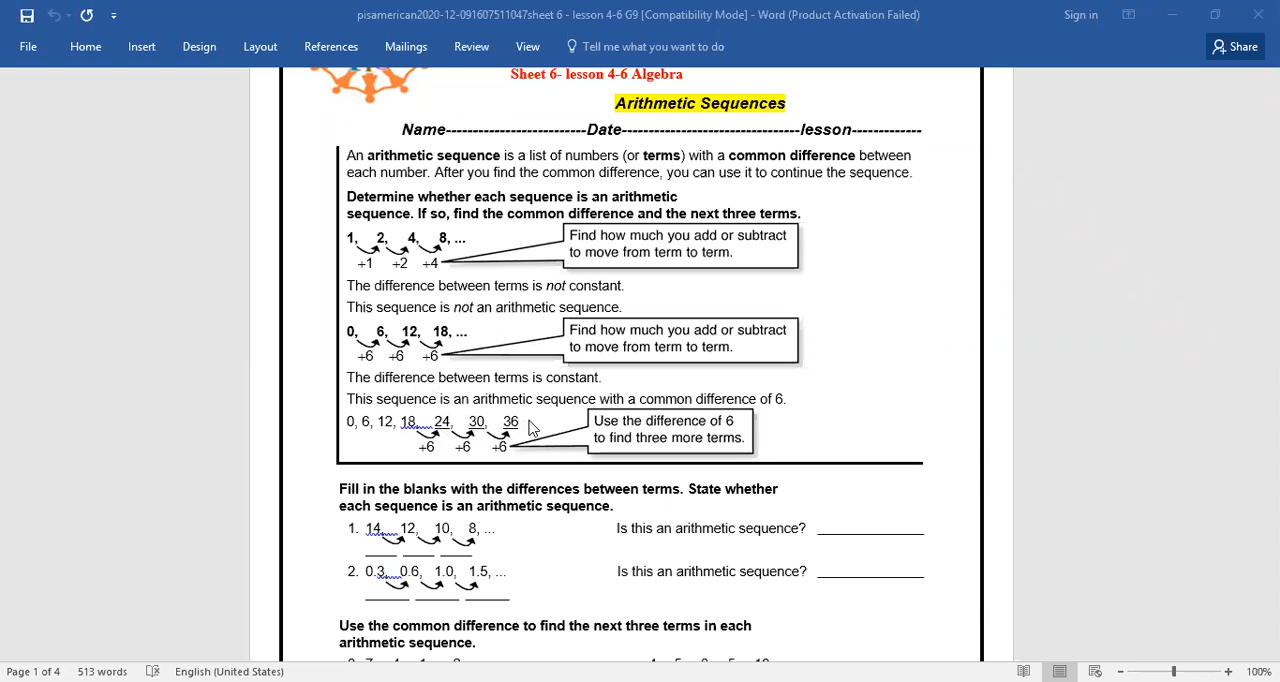 pisamerican2020-12-091607511047sheet 6 - lesson 4-6 G9 [Compatibility Mode] - Word (Product Activation Failed)
Sign in
File Home Insert Design Layout References Mailings Review View Tell me what you want to do Share
Sheet 6- lesson 4-6 Algebra
Arithmetic Sequences
Name--------------------------Date---------------------------------lesson-------------
An arithmetic sequence is a list of numbers (or terms) with a common difference between
each number. After you find the common difference, you can use it to continue the sequence.
Determine whether each sequence is an arithmetic
sequence. If so, find the common difference and the next three terms.
1, 2, 4, 8, ...
+1 +2 +4
Find how much you add or subtract
to move from term to term.
The difference between terms is not constant.
This sequence is not an arithmetic sequence.
0, 6, 12, 18, ...
+6 +6 +6
Find how much you add or subtract
to move from term to term.
The difference between terms is constant.
This sequence is an arithmetic sequence with a common difference of 6.
0, 6, 12, 18, 24, 30, 36
+6 +6 +6
Use the difference of 6
to find three more terms.
Fill in the blanks with the differences between terms. State whether
each sequence is an arithmetic sequence.
1. 14, 12, 10, 8, ... Is this an arithmetic sequence? ______________
2. 0.3, 0.6, 1.0, 1.5, ... Is this an arithmetic sequence? ______________
Use the common difference to find the next three terms in each
arithmetic sequence.
Page 1 of 4 513 words English (United States) 100%